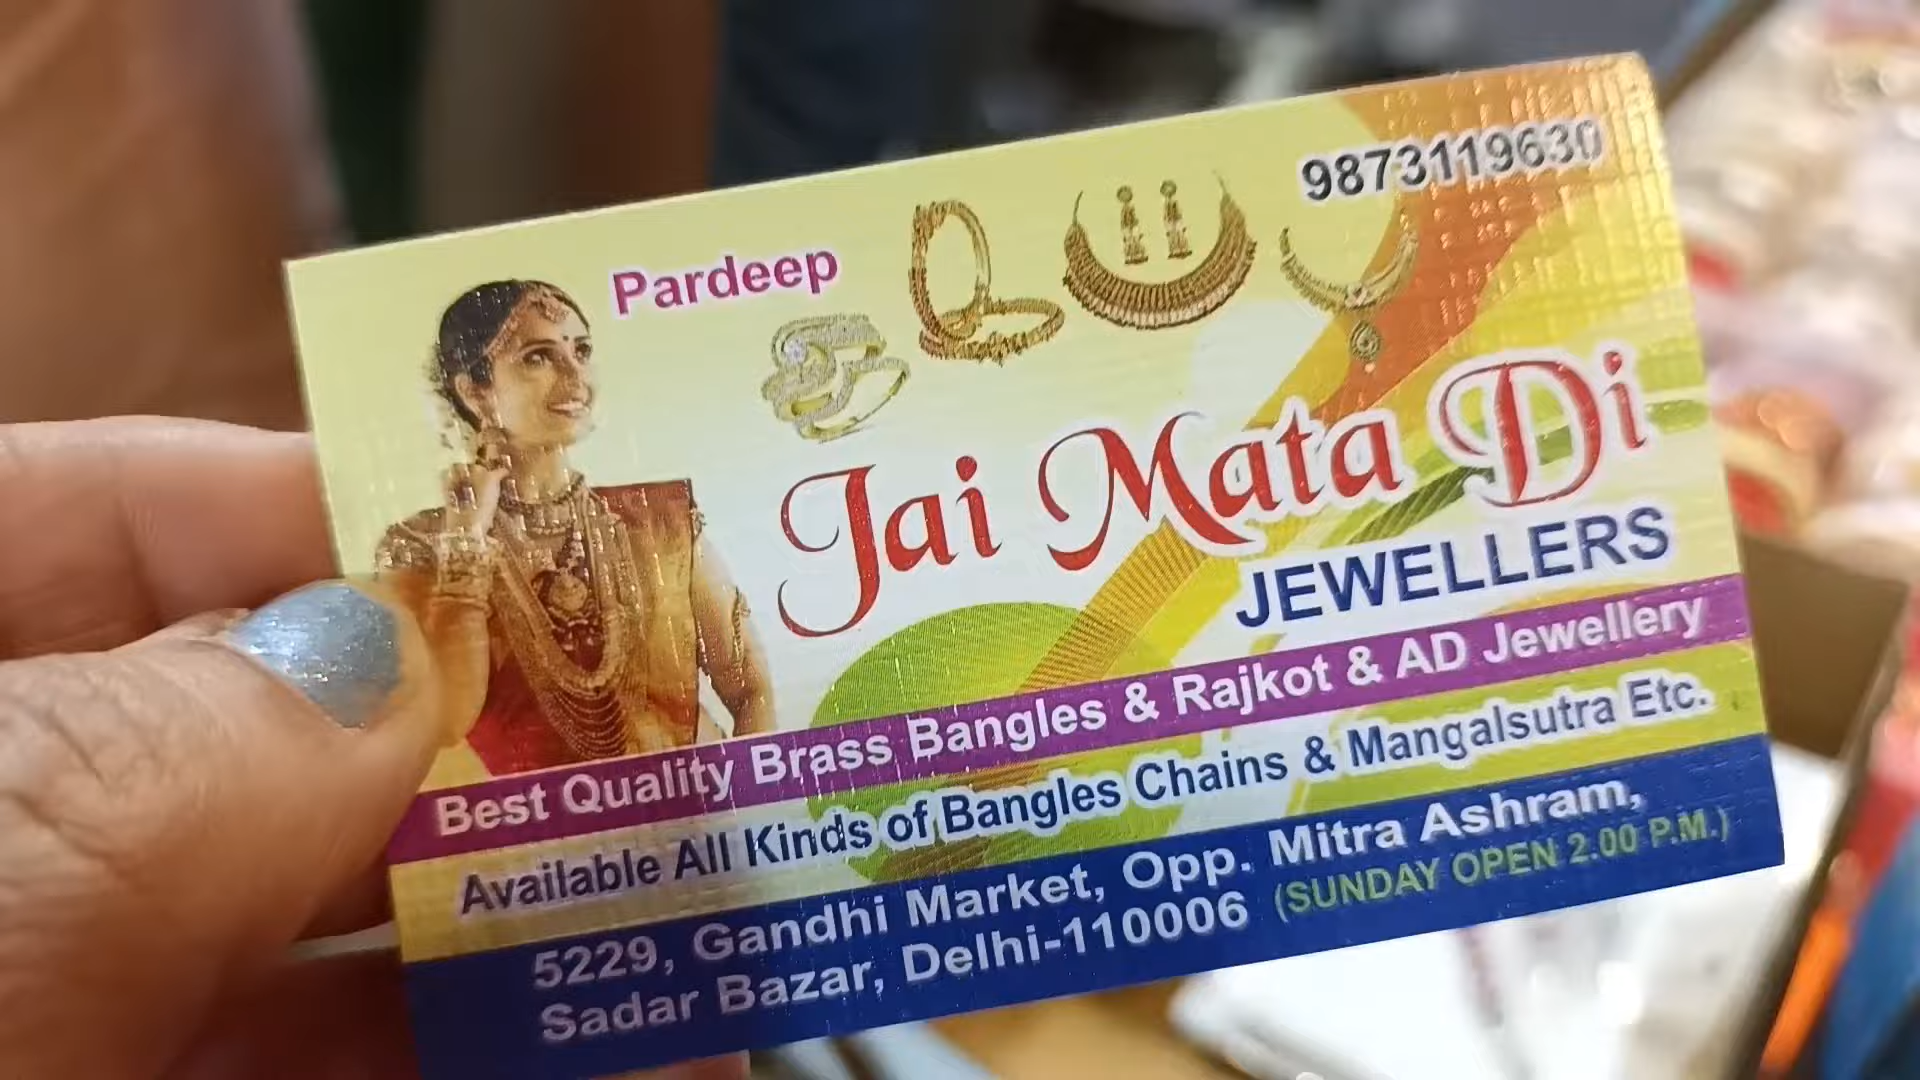 9873119630
Pardeep
Jai Mata Di
JEWELLERS
Best Quality Brass Bangles & Rajkot & AD Jewellery
Available All Kinds of Bangles Chains & Mangalsutra Etc.
5229, Gandhi Market, Opp. Mitra Ashram,
Sadar Bazar, Delhi-110006 (SUNDAY OPEN 2.00 P.M.)